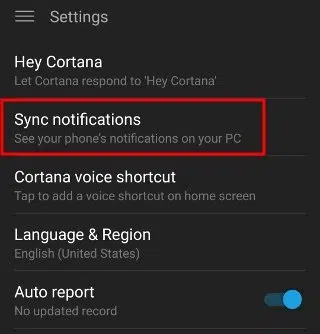 Settings
Hey Cortana
Let Cortana respond to 'Hey Cortana'
Sync notifications
See your phone's notifications on your PC
Cortana voice shortcut
Tap to add a voice shortcut on home screen
Language & Region
English (United States)
Auto report
No updated record